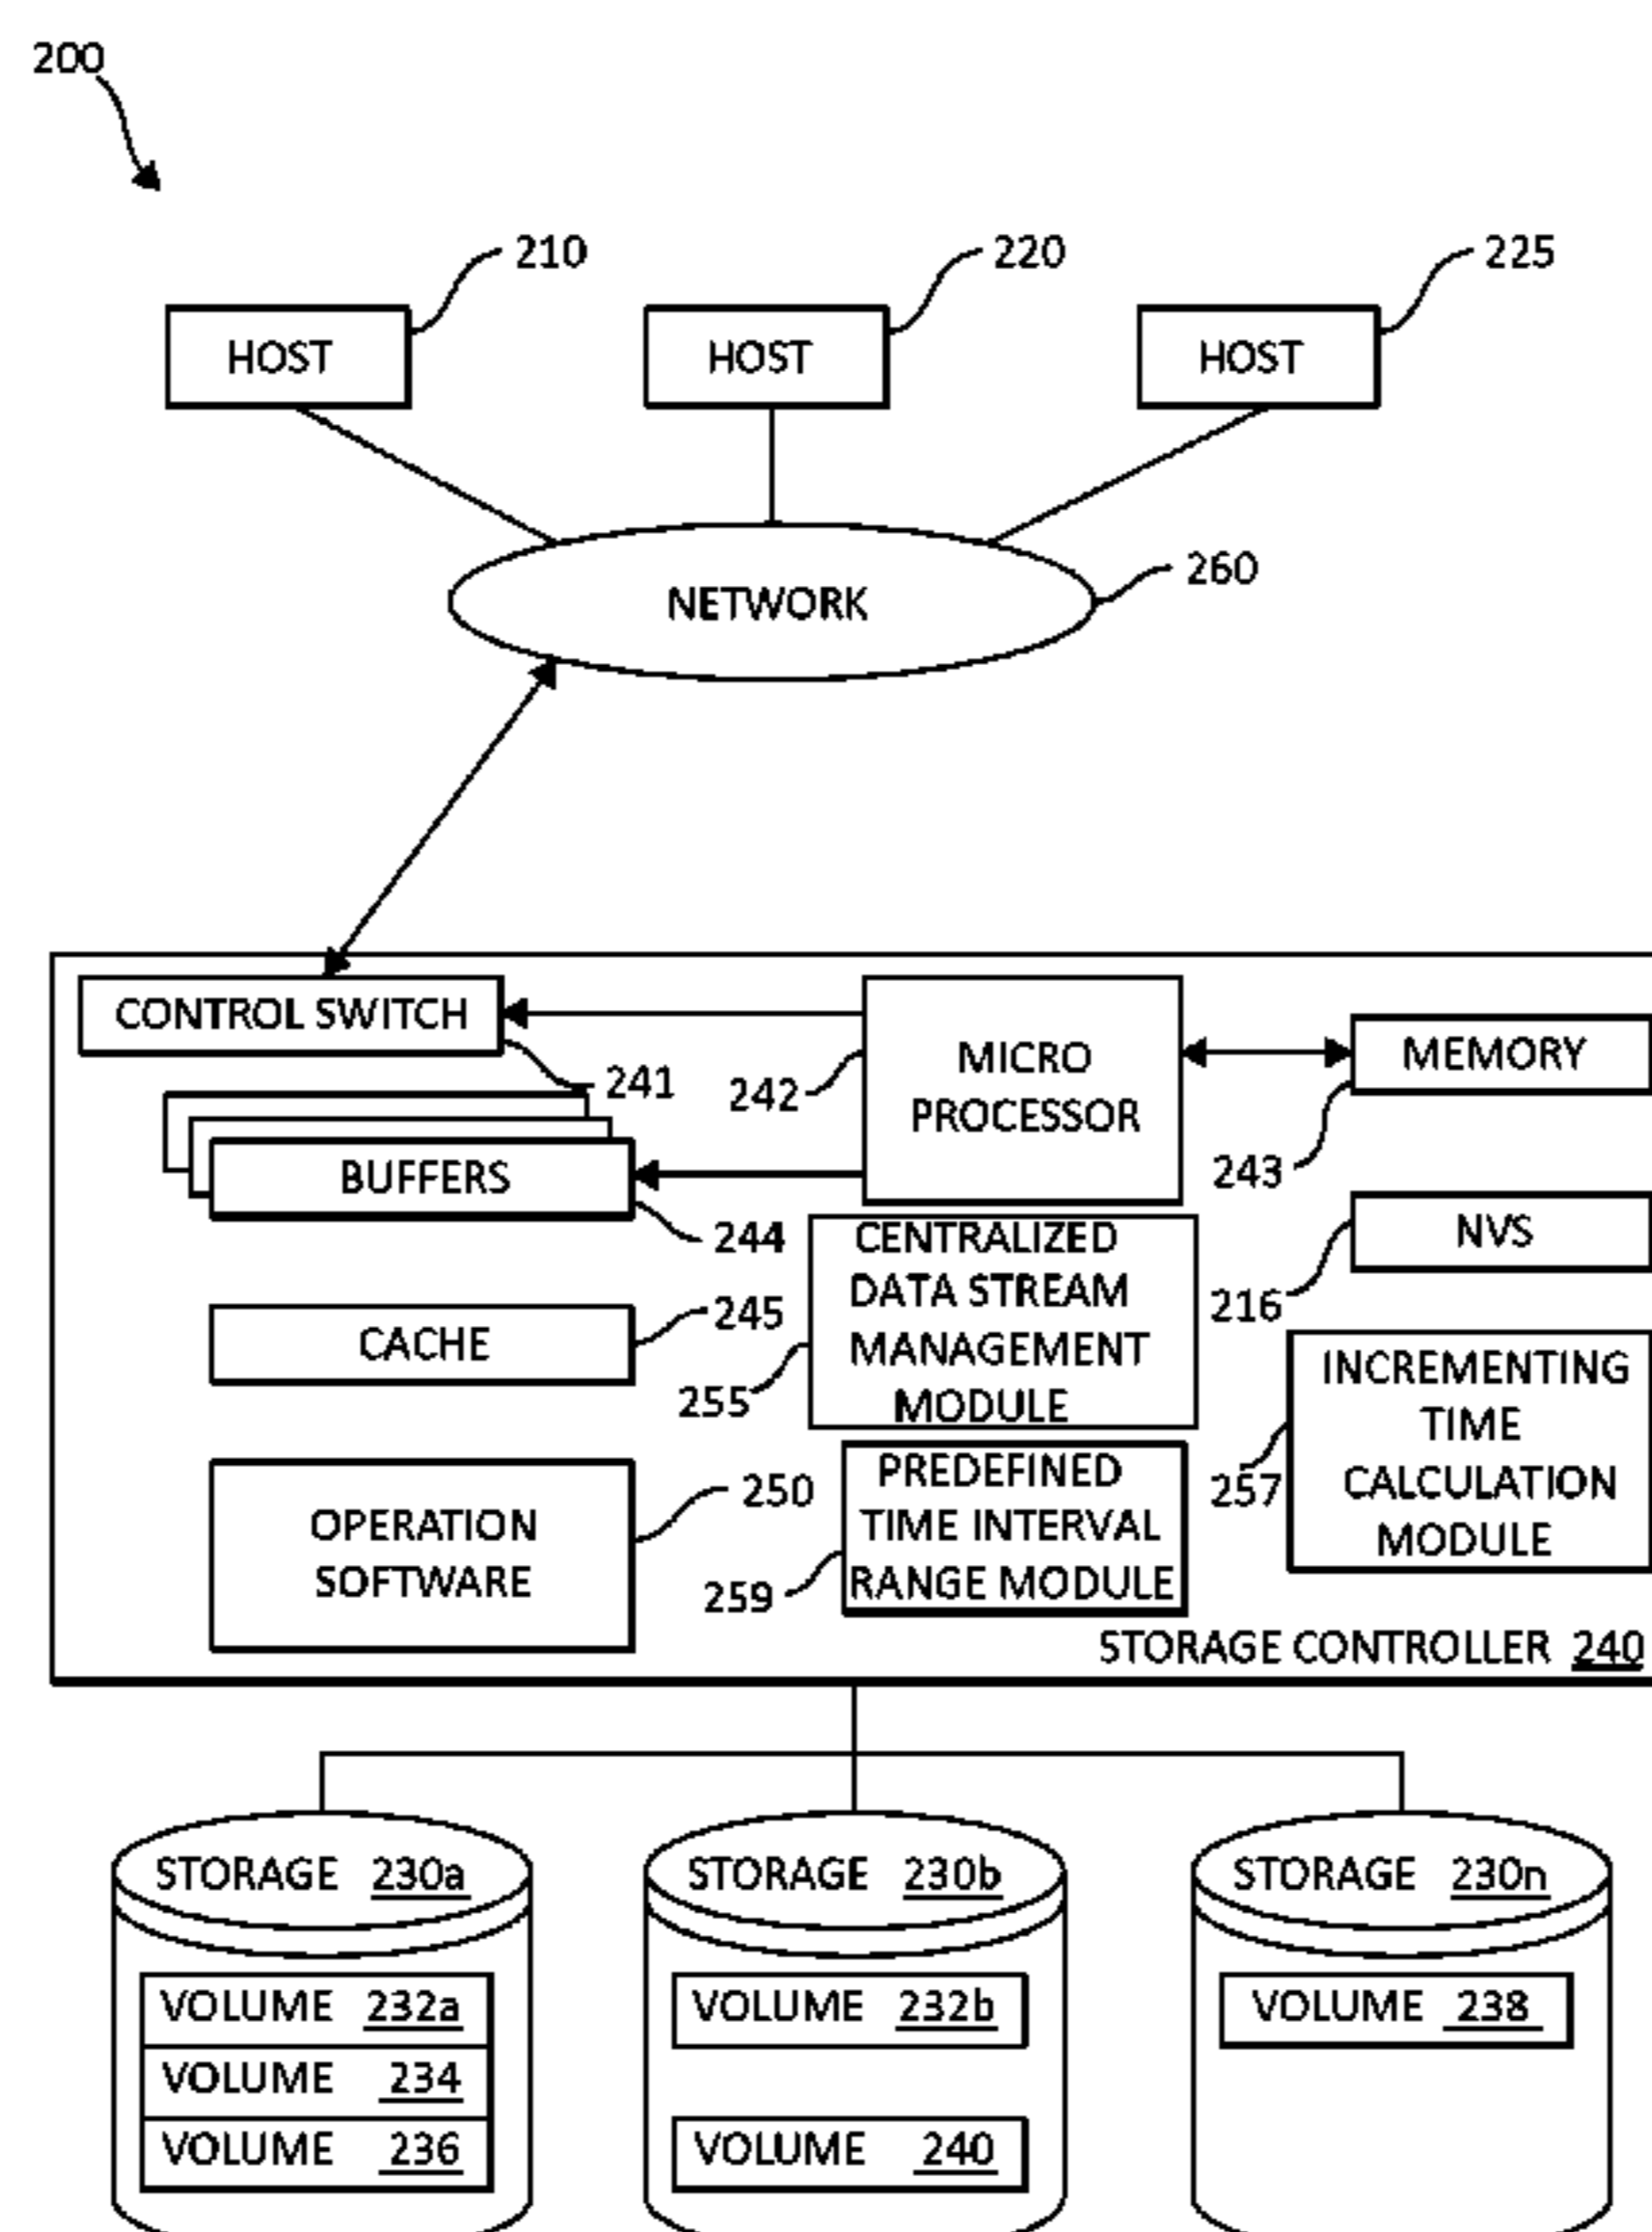 200
210
220
225
HOST
HOST
HOST
260
NETWORK
CONTROL SWITCH
241
242
MICRO
PROCESSOR
MEMORY
243
BUFFERS
244
NVS
216
CENTRALIZED
DATA STREAM
MANAGEMENT
MODULE
255
CACHE
245
INCREMENTING
TIME
CALCULATION
MODULE
257
OPERATION
SOFTWARE
250
PREDEFINED
TIME INTERVAL
RANGE MODULE
259
STORAGE CONTROLLER 240
STORAGE 230a
STORAGE 230b
STORAGE 230n
VOLUME 232a
VOLUME 234
VOLUME 236
VOLUME 232b
VOLUME 240
VOLUME 238